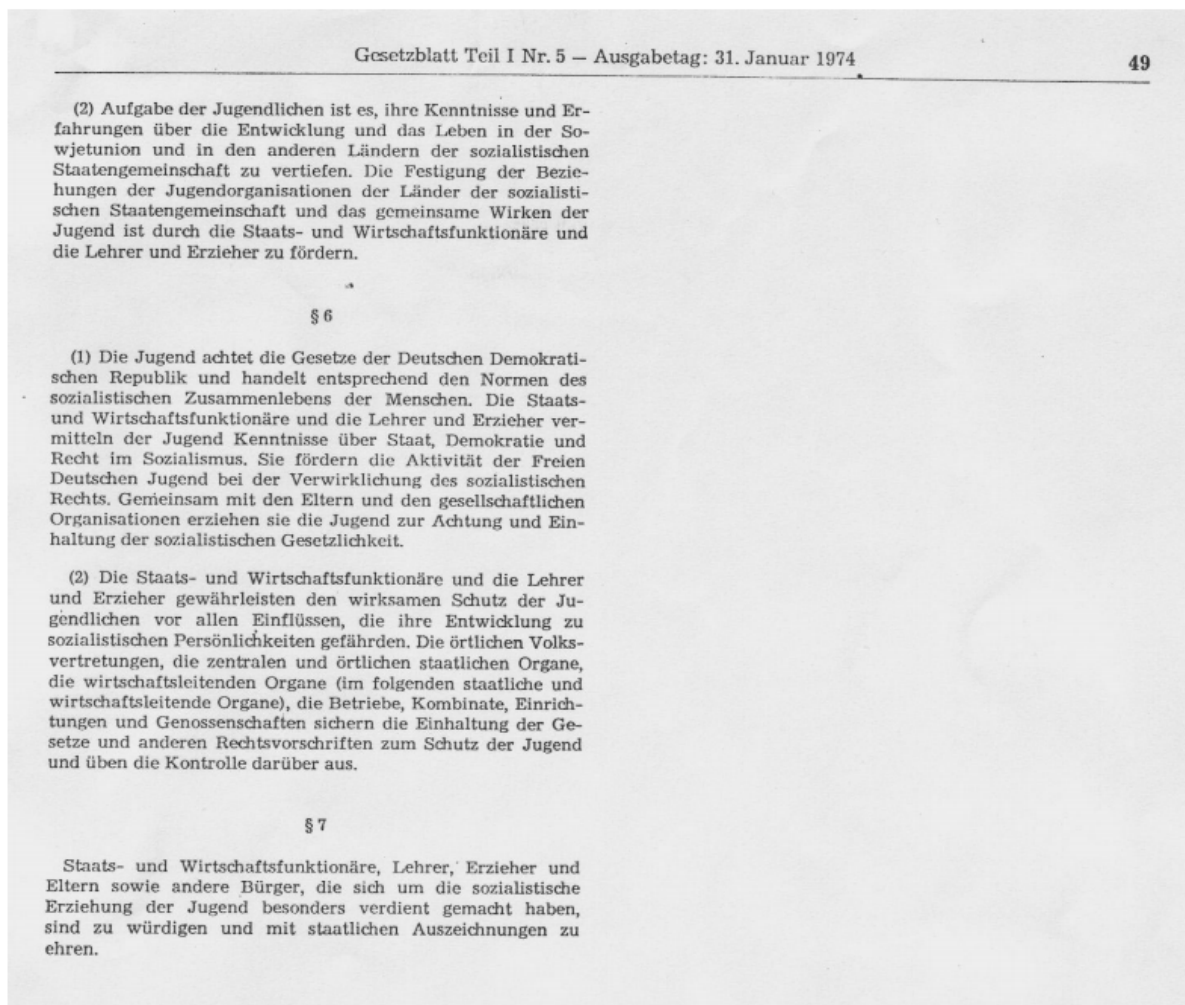 Gesetzblatt Teil I Nr. 5 — Ausgabetag: 31. Januar 1974
49
(2) Aufgabe der Jugendlichen ist es, ihre Kenntnisse und Er-
fahrungen über die Entwicklung und das Leben in der So-
wjetunion und in den anderen Ländern der sozialistischen
Staatengemeinschaft zu vertiefen. Die Festigung der Bezie-
hungen der Jugendorganisationen der Länder der sozialisti-
schen Staatengemeinschaft und das gemeinsame Wirken der
Jugend ist durch die Staats- und Wirtschaftsfunktionäre und
die Lehrer und Erzieher zu fördern.
§ 6
(1) Die Jugend achtet die Gesetze der Deutschen Demokrati-
schen Republik und handelt entsprechend den Normen des
sozialistischen Zusammenlebens der Menschen. Die Staats-
und Wirtschaftsfunktionäre und die Lehrer und Erzieher ver-
mitteln der Jugend Kenntnisse über Staat, Demokratie und
Recht im Sozialismus. Sie fördern die Aktivität der Freien
Deutschen Jugend bei der Verwirklichung des sozialistischen
Rechts. Gemeinsam mit den Eltern und den gesellschaftlichen
Organisationen erziehen sie die Jugend zur Achtung und Ein-
haltung der sozialistischen Gesetzlichkeit.
(2) Die Staats- und Wirtschaftsfunktionäre und die Lehrer
und Erzieher gewährleisten den wirksamen Schutz der Ju-
gendlichen vor allen Einflüssen, die ihre Entwicklung zu
sozialistischen Persönlichkeiten gefährden. Die örtlichen Volks-
vertretungen, die zentralen und örtlichen staatlichen Organe,
die wirtschaftsleitenden Organe (im folgenden staatliche und
wirtschaftsleitende Organe), die Betriebe, Kombinate, Einrich-
tungen und Genossenschaften sichern die Einhaltung der Ge-
setze und anderen Rechtsvorschriften zum Schutz der Jugend
und üben die Kontrolle darüber aus.
§ 7
Staats- und Wirtschaftsfunktionäre, Lehrer, Erzieher und
Eltern sowie andere Bürger, die sich um die sozialistische
Erziehung der Jugend besonders verdient gemacht haben,
sind zu würdigen und mit staatlichen Auszeichnungen zu
ehren.